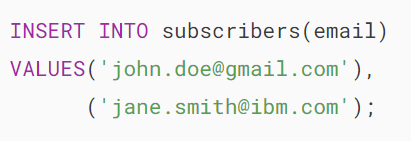 INSERT INTO subscribers(email)
VALUES('john.doe@gmail.com'),
('jane.smith@ibm.com');